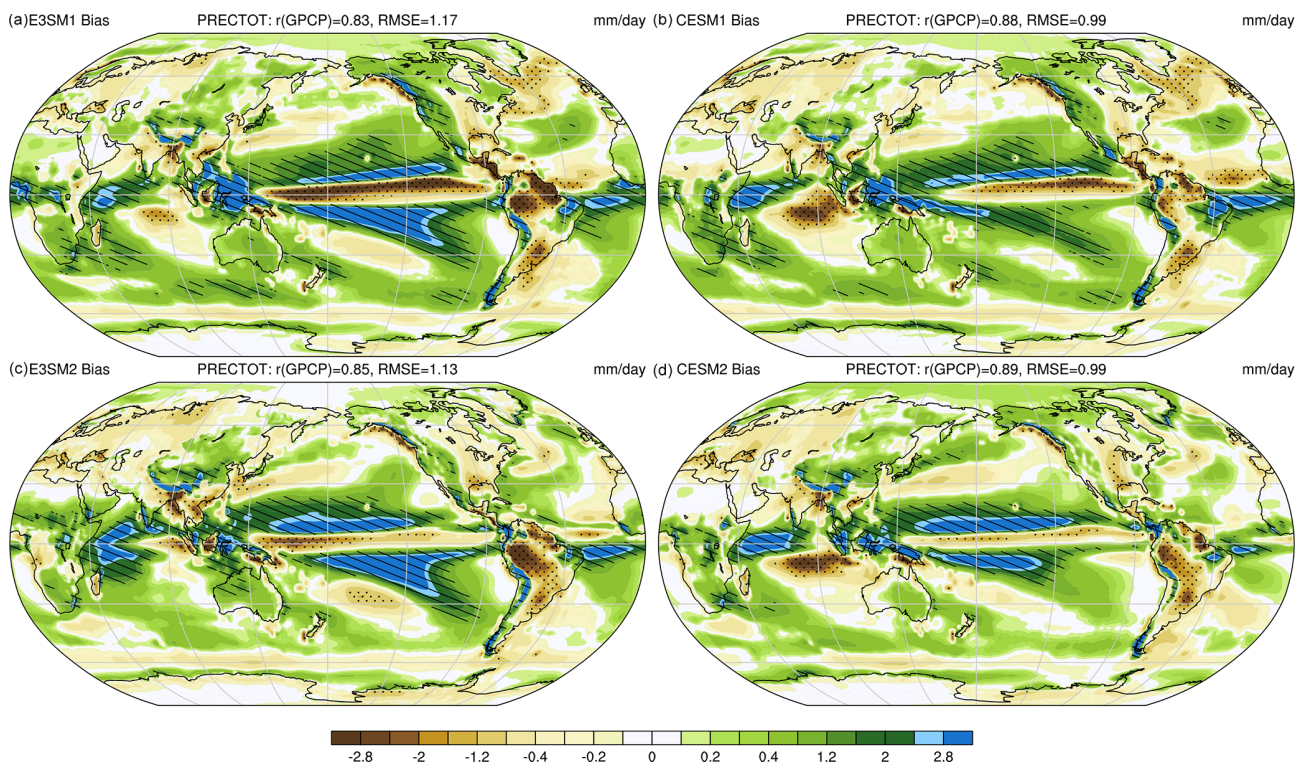 (a) E3SM1 Bias PRECTOT: r(GPCP)=0.83, RMSE=1.17 mm/day
(b) CESM1 Bias PRECTOT: r(GPCP)=0.88, RMSE=0.99 mm/day
(c) E3SM2 Bias PRECTOT: r(GPCP)=0.85, RMSE=1.13 mm/day
(d) CESM2 Bias PRECTOT: r(GPCP)=0.89, RMSE=0.99 mm/day
-2.8 -2 -1.2 -0.4 -0.2 0 0.2 0.4 1.2 2 2.8